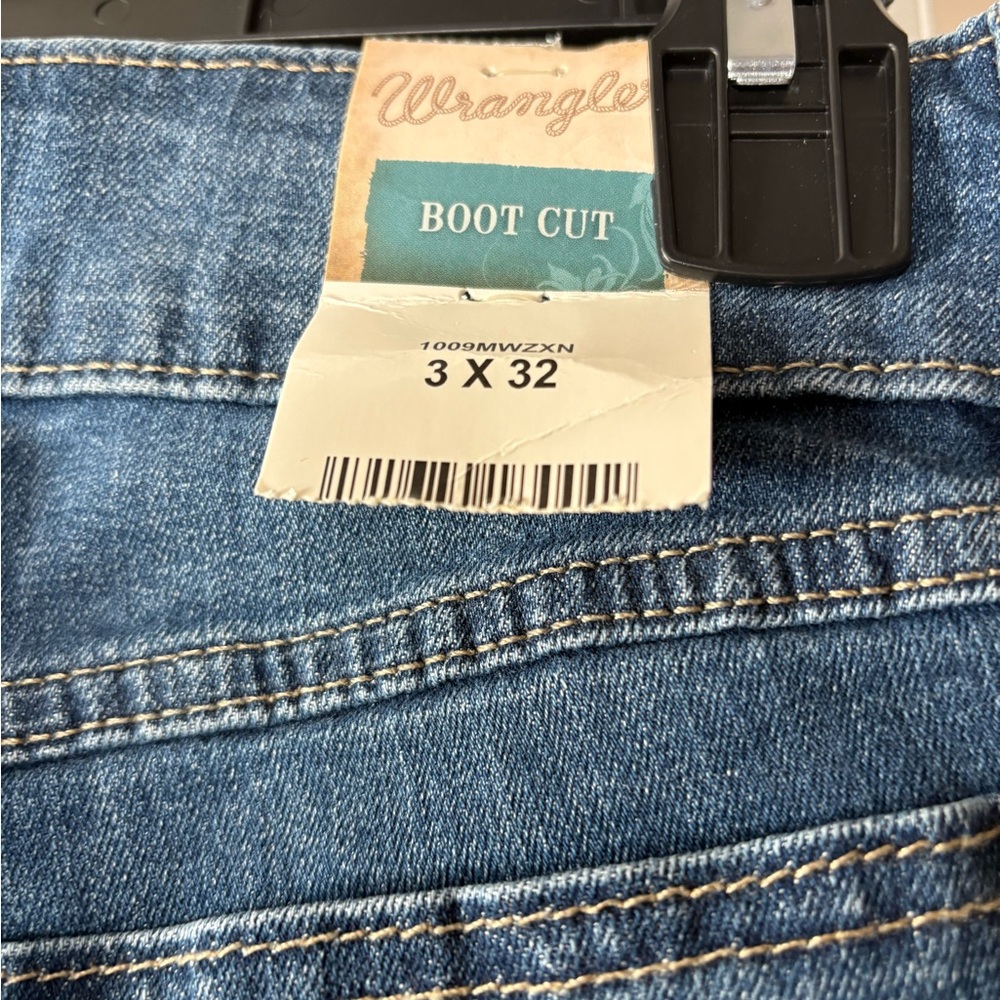 Wrangler
BOOT CUT
1009MWZXN
3 X 32